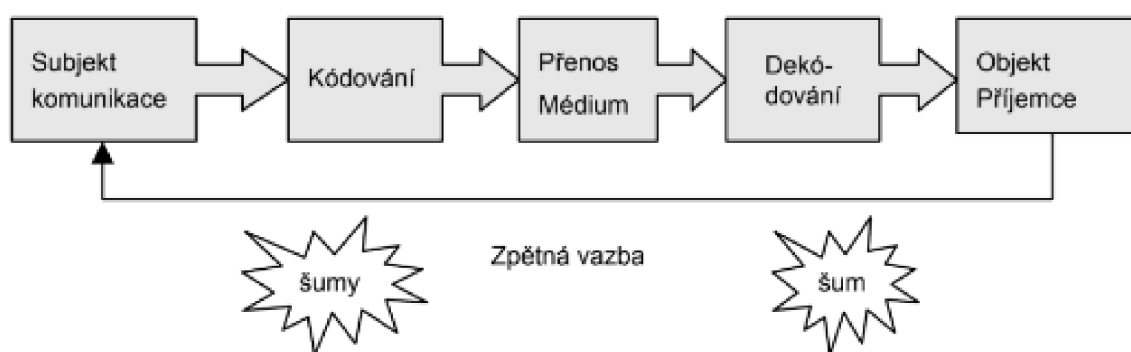 Subjekt
komunikace
Kódování
Přenos
Médium
Dekó-
dování
Objekt
Příjemce
Zpětná vazba
šumy
šum